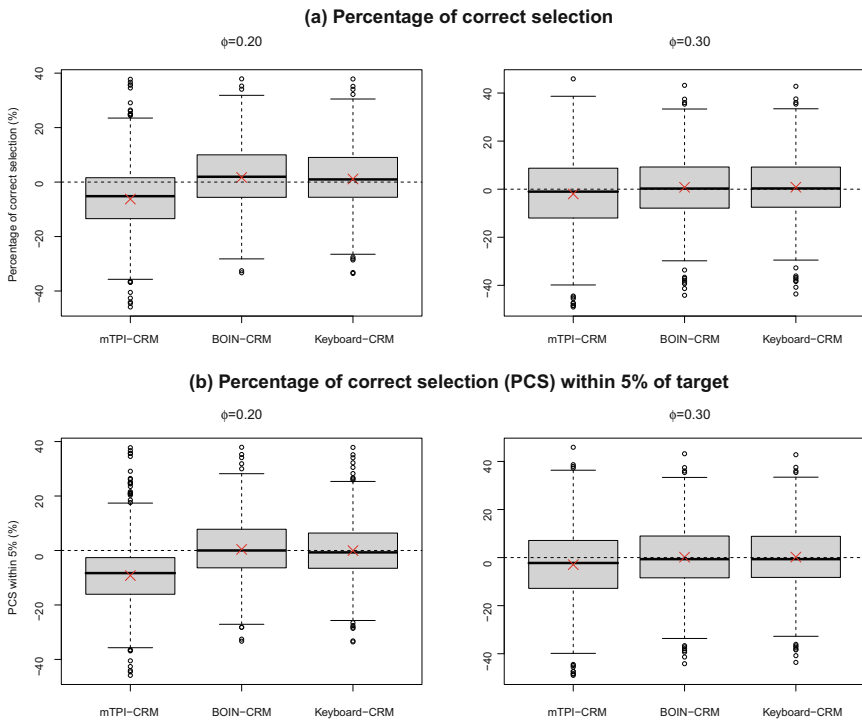 (a) Percentage of correct selection
ϕ=0.20
ϕ=0.30
Percentage of correct selection (%)
40
20
0
−20
−40
40
20
0
−20
−40
mTPI−CRM
BOIN−CRM
Keyboard−CRM
mTPI−CRM
BOIN−CRM
Keyboard−CRM
(b) Percentage of correct selection (PCS) within 5% of target
ϕ=0.20
ϕ=0.30
PCS within 5% (%)
40
20
0
−20
−40
40
20
0
−20
−40
mTPI−CRM
BOIN−CRM
Keyboard−CRM
mTPI−CRM
BOIN−CRM
Keyboard−CRM